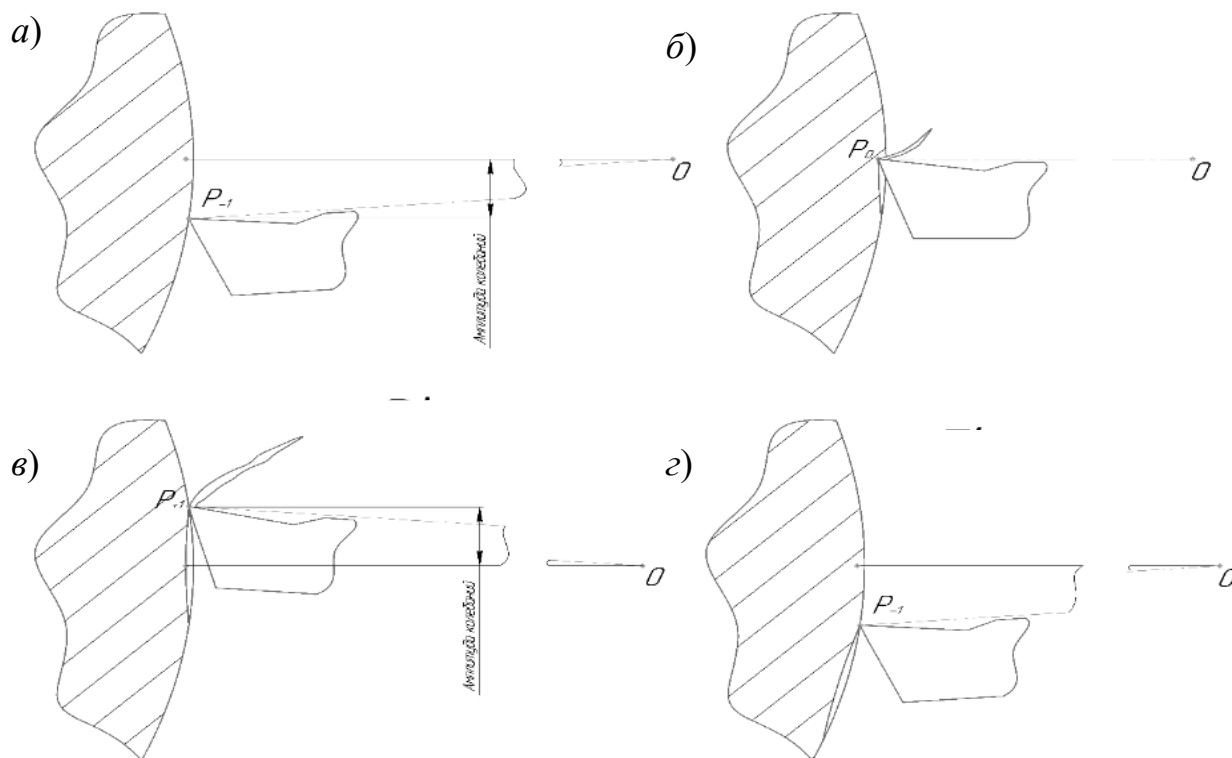 а)
P₋₁
O
Амплитуда колебаний
б)
P₀
O
в)
P₊₁
O
Амплитуда колебаний
г)
P₋₁
O